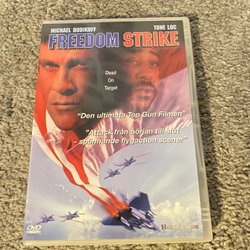 MICHAEL DUDIKOFF
TONE LOC
FREEDOM STRIKE
Dead
On
Target
"Den ultimata Top Gun Filmen"
"Attack från början till slut -
spännande flygaction scener"
DVD